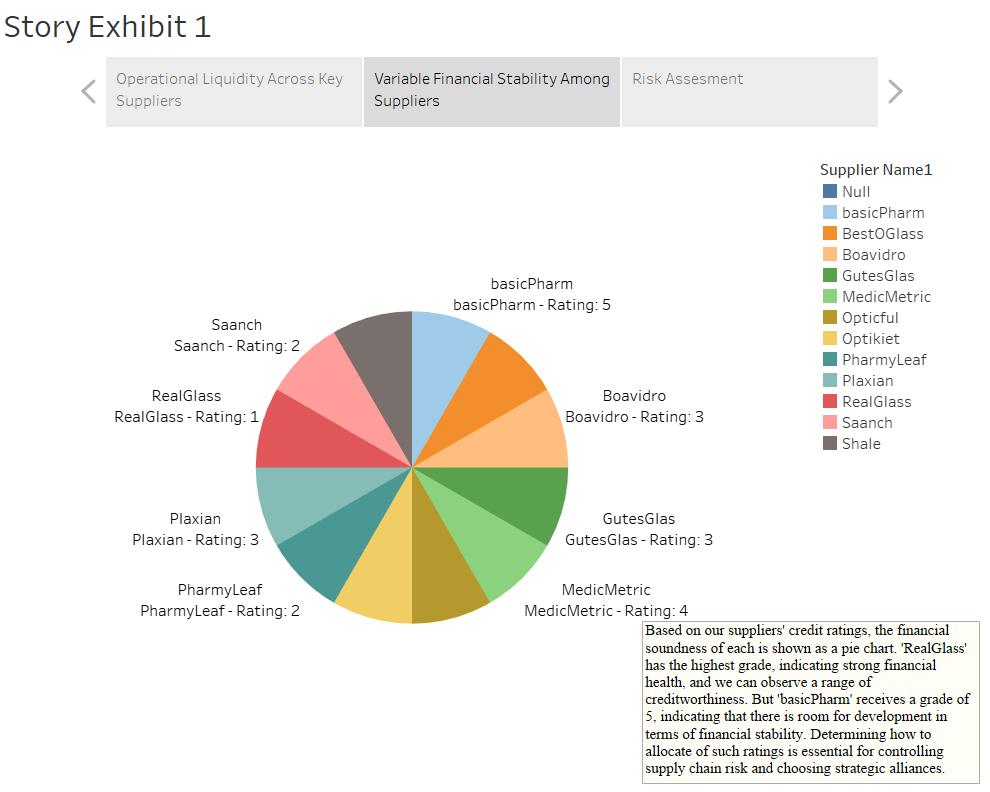 Story Exhibit 1
Operational Liquidity Across Key
Suppliers
Variable Financial Stability Among
Suppliers
Risk Assesment
Supplier Name1
Null
basicPharm
BestOGlass
Boavidro
GutesGlas
MedicMetric
Opticful
Optikiet
PharmyLeaf
Plaxian
RealGlass
Saanch
Shale
basicPharm
basicPharm - Rating: 5
Saanch
Saanch - Rating: 2
RealGlass
RealGlass - Rating: 1
Boavidro
Boavidro - Rating: 3
Plaxian
Plaxian - Rating: 3
GutesGlas
GutesGlas - Rating: 3
PharmyLeaf
PharmyLeaf - Rating: 2
MedicMetric
MedicMetric - Rating: 4
Based on our suppliers' credit ratings, the financial
soundness of each is shown as a pie chart. 'RealGlass'
has the highest grade, indicating strong financial
health, and we can observe a range of
creditworthiness. But 'basicPharm' receives a grade of
5, indicating that there is room for development in
terms of financial stability. Determining how to
allocate of such ratings is essential for controlling
supply chain risk and choosing strategic alliances.